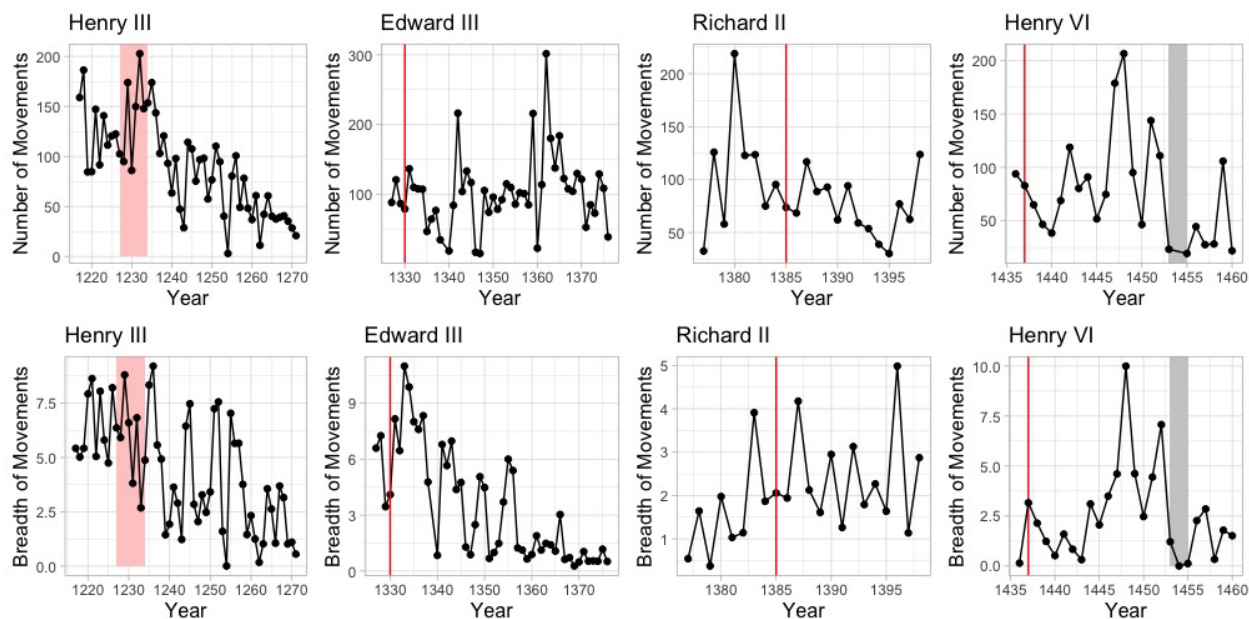 Henry III
Number of Movements
200
150
100
50
0
1220 1230 1240 1250 1260 1270
Year
Edward III
Number of Movements
300
200
100
1330 1340 1350 1360 1370
Year
Richard II
Number of Movements
200
150
100
50
1380 1385 1390 1395
Year
Henry VI
Number of Movements
200
150
100
50
1435 1440 1445 1450 1455 1460
Year
Henry III
Breadth of Movements
7.5
5.0
2.5
0.0
1220 1230 1240 1250 1260 1270
Year
Edward III
Breadth of Movements
9
6
3
0
1330 1340 1350 1360 1370
Year
Richard II
Breadth of Movements
5
4
3
2
1
1380 1385 1390 1395
Year
Henry VI
Breadth of Movements
10.0
7.5
5.0
2.5
0.0
1435 1440 1445 1450 1455 1460
Year